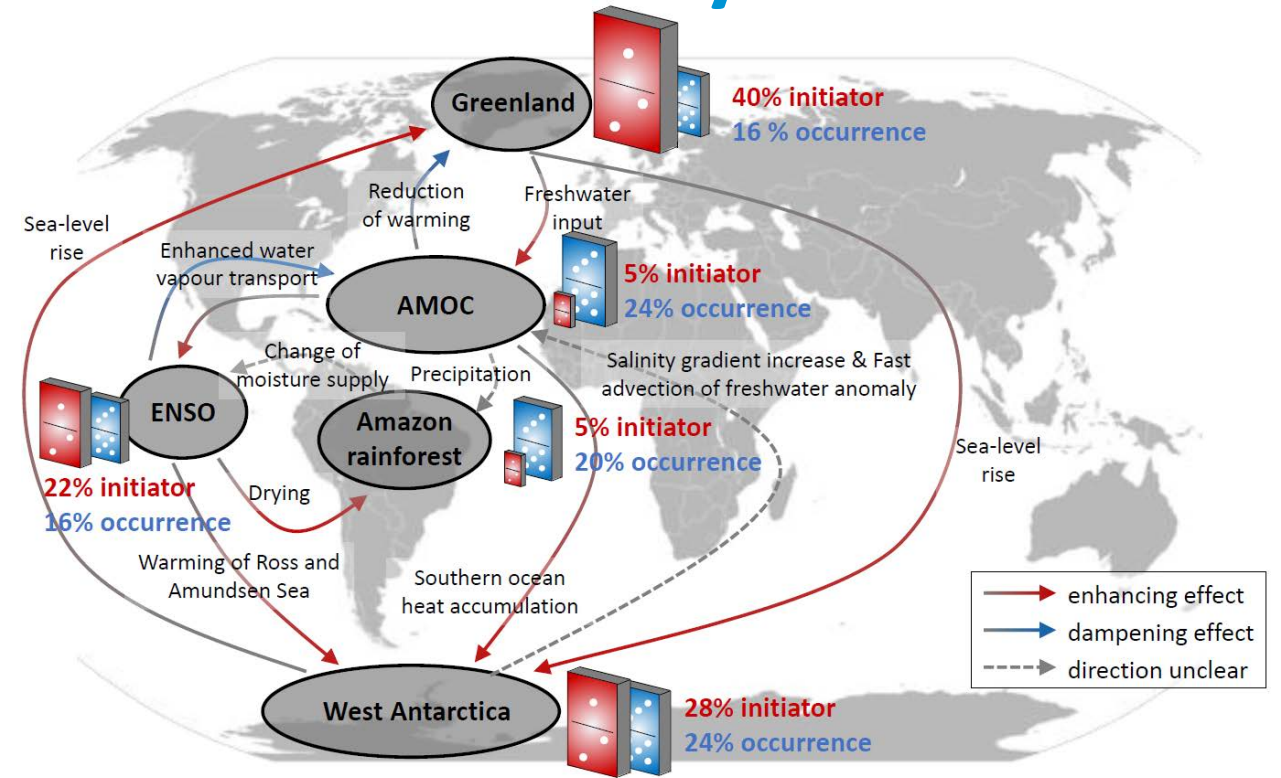 Greenland
40% initiator
16 % occurrence
Reduction
of warming
Freshwater
input
Sea-level
rise
Enhanced water
vapour transport
AMOC
5% initiator
24% occurrence
Change of
moisture supply
Precipitation
Salinity gradient increase & Fast
advection of freshwater anomaly
ENSO
22% initiator
16% occurrence
Amazon
rainforest
5% initiator
20% occurrence
Drying
Sea-level
rise
Warming of Ross and
Amundsen Sea
Southern ocean
heat accumulation
enhancing effect
dampening effect
direction unclear
West Antarctica
28% initiator
24% occurrence